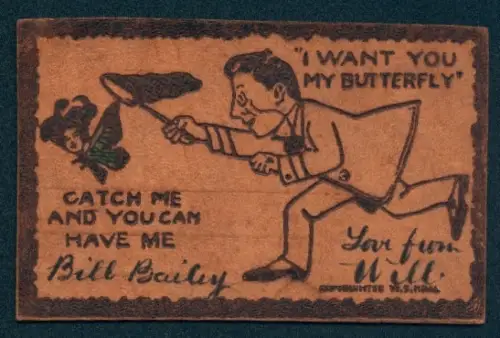 "I WANT YOU
MY BUTTERFLY"
CATCH ME
AND YOU CAN
HAVE ME
Bill Bailey
Love from
Will.